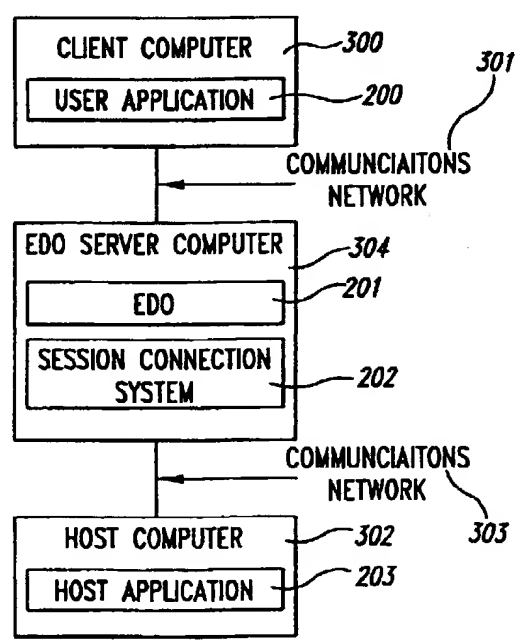 CLIENT COMPUTER
300
USER APPLICATION
200
301
COMMUNCIAITONS
NETWORK
EDO SERVER COMPUTER
304
EDO
201
SESSION CONNECTION
SYSTEM
202
COMMUNCIAITONS
NETWORK
303
HOST COMPUTER
302
HOST APPLICATION
203